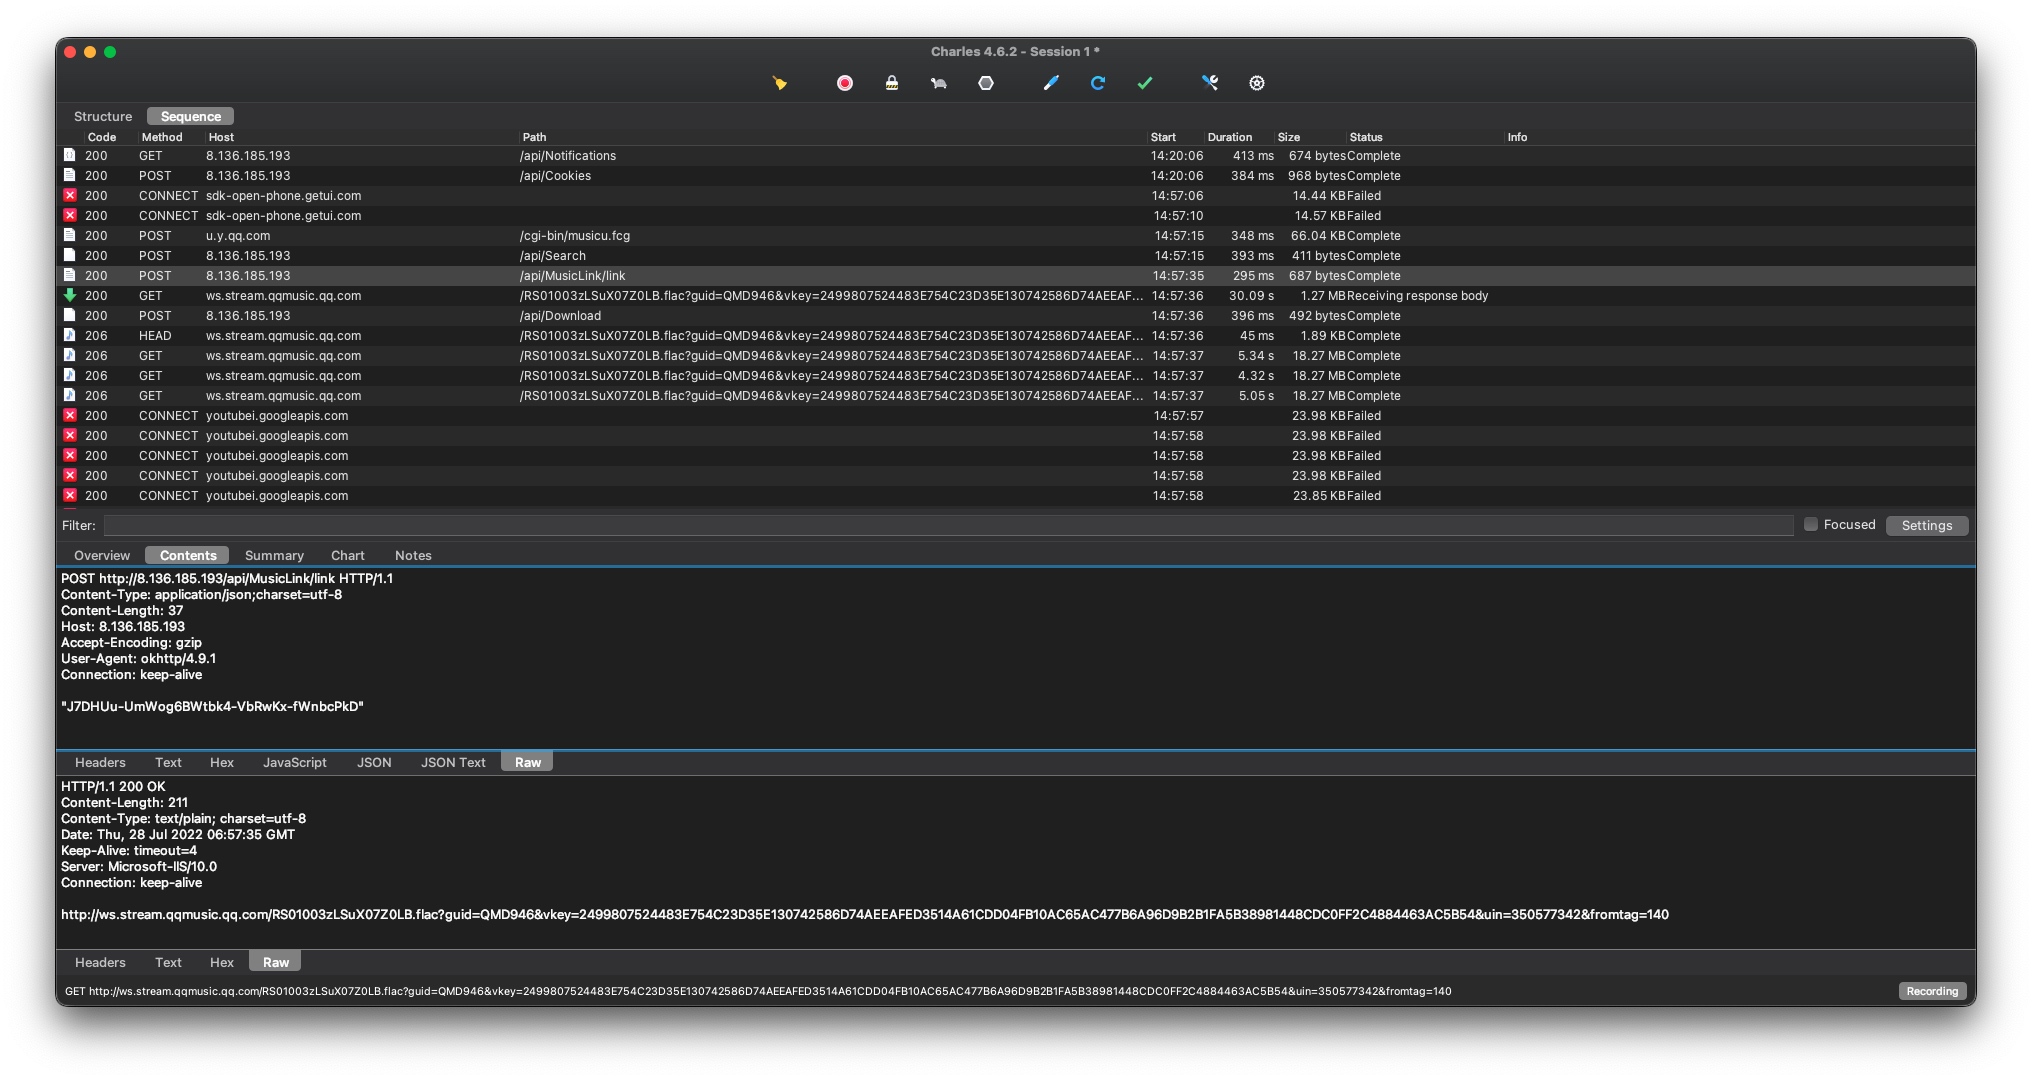 Charles 4.6.2 - Session 1 *
Structure Sequence
Code Method Host Path Start Duration Size Status Info
200 GET 8.136.185.193 /api/Notifications 14:20:06 413 ms 674 bytes Complete
200 POST 8.136.185.193 /api/Cookies 14:20:06 384 ms 968 bytes Complete
200 CONNECT sdk-open-phone.getui.com 14:57:06 14.44 KB Failed
200 CONNECT sdk-open-phone.getui.com 14:57:10 14.57 KB Failed
200 POST u.y.qq.com /cgi-bin/musicu.fcg 14:57:15 348 ms 66.04 KB Complete
200 POST 8.136.185.193 /api/Search 14:57:15 393 ms 411 bytes Complete
200 POST 8.136.185.193 /api/MusicLink/link 14:57:35 295 ms 687 bytes Complete
200 GET ws.stream.qqmusic.qq.com /RS01003zLSuX07Z0LB.flac?guid=QMD946&vkey=2499807524483E754C23D35E130742586D74AEEAF... 14:57:36 30.09 s 1.27 MB Receiving response body
200 POST 8.136.185.193 /api/Download 14:57:36 396 ms 492 bytes Complete
206 HEAD ws.stream.qqmusic.qq.com /RS01003zLSuX07Z0LB.flac?guid=QMD946&vkey=2499807524483E754C23D35E130742586D74AEEAF... 14:57:36 45 ms 1.89 KB Complete
206 GET ws.stream.qqmusic.qq.com /RS01003zLSuX07Z0LB.flac?guid=QMD946&vkey=2499807524483E754C23D35E130742586D74AEEAF... 14:57:37 5.34 s 18.27 MB Complete
206 GET ws.stream.qqmusic.qq.com /RS01003zLSuX07Z0LB.flac?guid=QMD946&vkey=2499807524483E754C23D35E130742586D74AEEAF... 14:57:37 4.32 s 18.27 MB Complete
206 GET ws.stream.qqmusic.qq.com /RS01003zLSuX07Z0LB.flac?guid=QMD946&vkey=2499807524483E754C23D35E130742586D74AEEAF... 14:57:37 5.05 s 18.27 MB Complete
200 CONNECT youtubei.googleapis.com 14:57:57 23.98 KB Failed
200 CONNECT youtubei.googleapis.com 14:57:58 23.98 KB Failed
200 CONNECT youtubei.googleapis.com 14:57:58 23.98 KB Failed
200 CONNECT youtubei.googleapis.com 14:57:58 23.98 KB Failed
200 CONNECT youtubei.googleapis.com 14:57:58 23.85 KB Failed
Filter: Focused Settings
Overview Contents Summary Chart Notes
POST http://8.136.185.193/api/MusicLink/link HTTP/1.1
Content-Type: application/json;charset=utf-8
Content-Length: 37
Host: 8.136.185.193
Accept-Encoding: gzip
User-Agent: okhttp/4.9.1
Connection: keep-alive
"J7DHUu-UmWog6BWtbk4-VbRwKx-fWnbcPkD"
Headers Text Hex JavaScript JSON JSON Text Raw
HTTP/1.1 200 OK
Content-Length: 211
Content-Type: text/plain; charset=utf-8
Date: Thu, 28 Jul 2022 06:57:35 GMT
Keep-Alive: timeout=4
Server: Microsoft-IIS/10.0
Connection: keep-alive
http://ws.stream.qqmusic.qq.com/RS01003zLSuX07Z0LB.flac?guid=QMD946&vkey=2499807524483E754C23D35E130742586D74AEEAFED3514A61CDD04FB10AC65AC477B6A96D9B2B1FA5B38981448CDC0FF2C4884463AC5B54&uin=350577342&fromtag=140
Headers Text Hex Raw
GET http://ws.stream.qqmusic.qq.com/RS01003zLSuX07Z0LB.flac?guid=QMD946&vkey=2499807524483E754C23D35E130742586D74AEEAFED3514A61CDD04FB10AC65AC477B6A96D9B2B1FA5B38981448CDC0FF2C4884463AC5B54&uin=350577342&fromtag=140 Recording